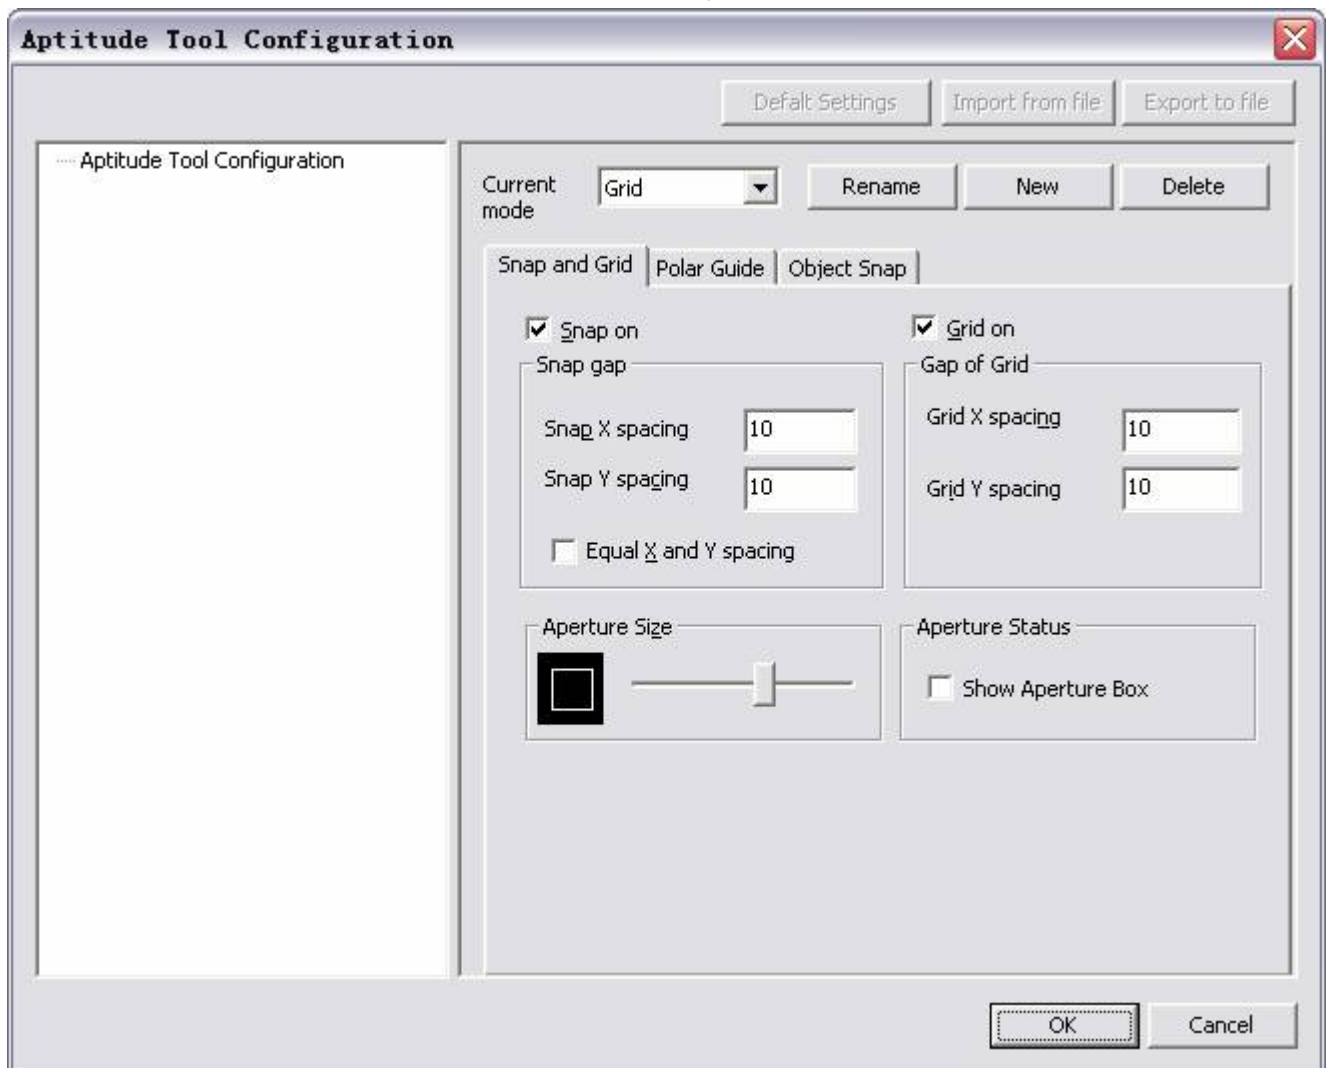 Aptitude Tool Configuration
Defalt Settings
Import from file
Export to file
Aptitude Tool Configuration
Current
mode
Grid
Rename
New
Delete
Snap and Grid
Polar Guide
Object Snap
Snap on
Grid on
Snap gap
Gap of Grid
Snap X spacing
10
Grid X spacing
10
Snap Y spacing
10
Grid Y spacing
10
Equal X and Y spacing
Aperture Size
Aperture Status
Show Aperture Box
OK
Cancel